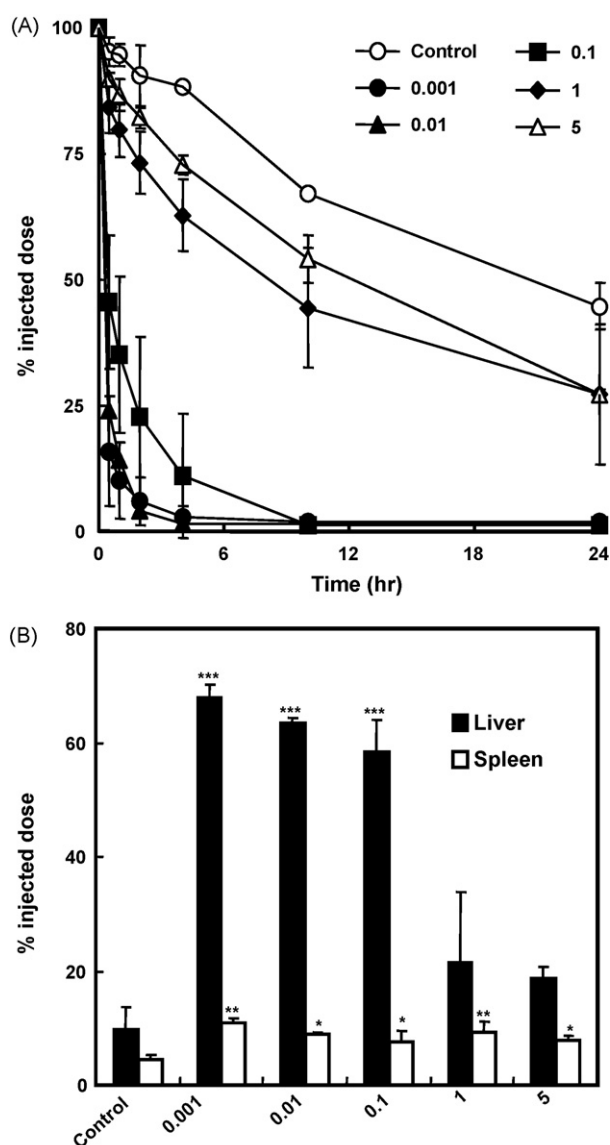 (A)
100
75
50
25
0
% injected dose
Control
0.001
0.01
0.1
1
5
0 6 12 18 24
Time (hr)
(B)
80
60
40
20
0
% injected dose
*** *** ***
** * * ** *
Liver
Spleen
Control 0.001 0.01 0.1 1 5